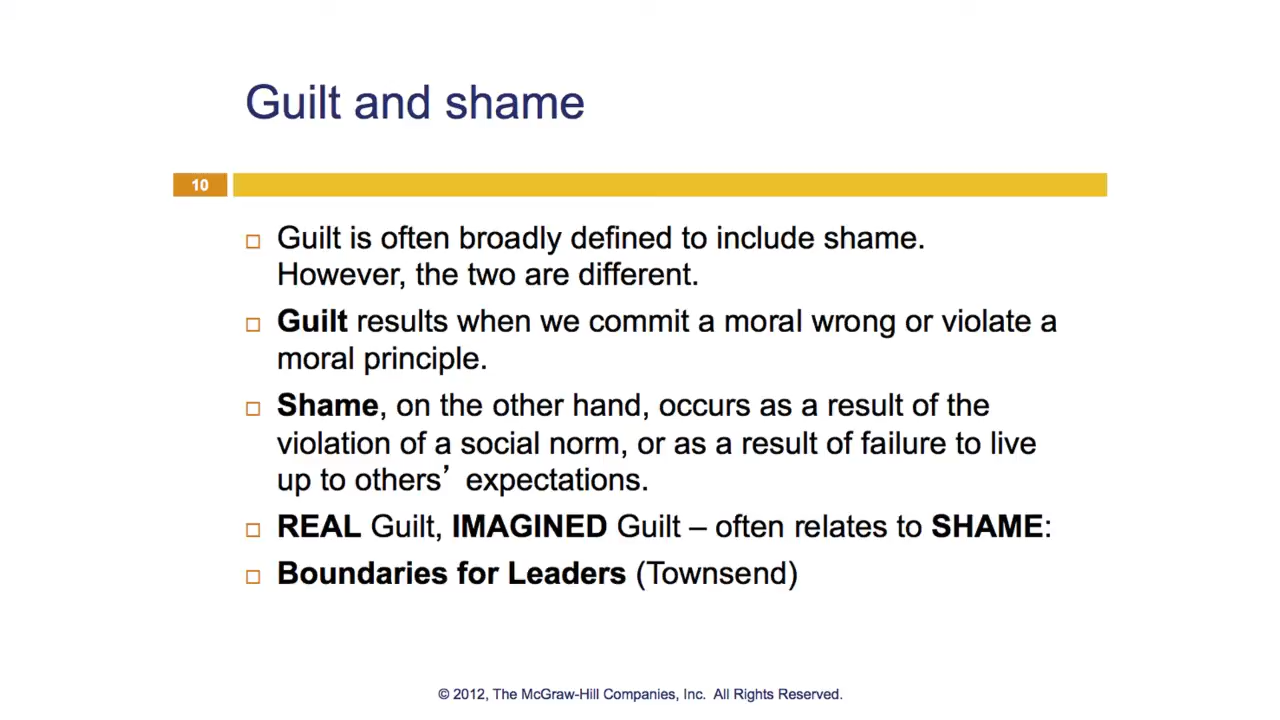 Guilt and shame
10
Guilt is often broadly defined to include shame.
However, the two are different.
Guilt results when we commit a moral wrong or violate a
moral principle.
Shame, on the other hand, occurs as a result of the
violation of a social norm, or as a result of failure to live
up to others’ expectations.
REAL Guilt, IMAGINED Guilt – often relates to SHAME:
Boundaries for Leaders (Townsend)
© 2012, The McGraw-Hill Companies, Inc. All Rights Reserved.